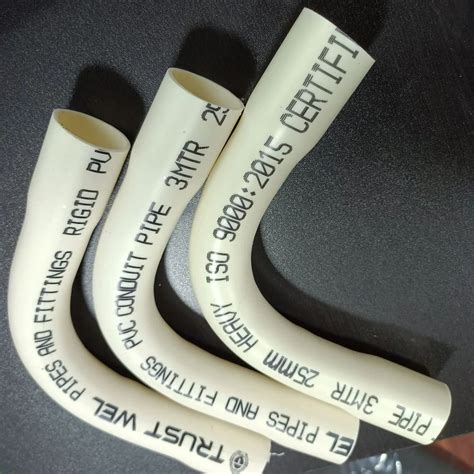 TRUST WEL PIPES AND FITTINGS RIGID PV
EL PIPES AND FITTINGS PVC CONDUIT PIPE 3MTR 25
PIPE 3MTR 25mm HEAVY ISO 9000:2015 CERTIFI